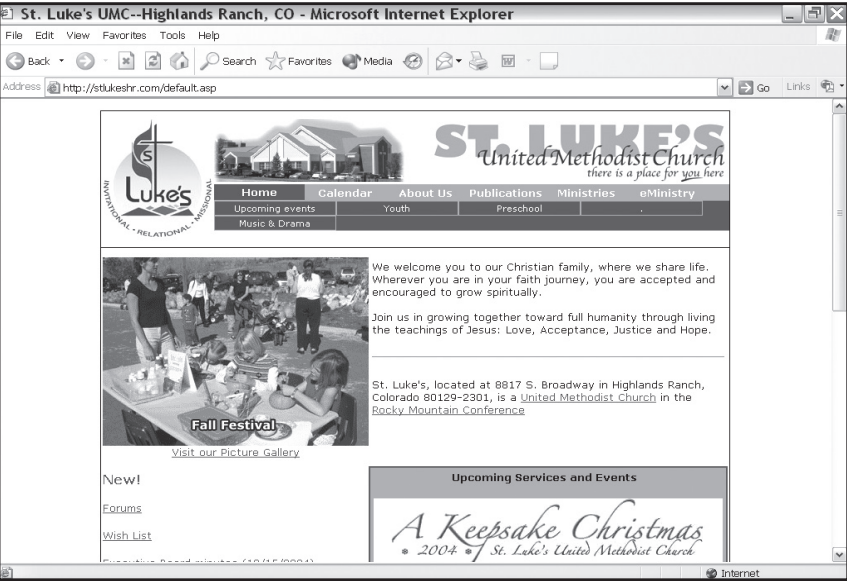 St. Luke's UMC--Highlands Ranch, CO - Microsoft Internet Explorer
File Edit View Favorites Tools Help
Back Search Favorites Media
Address http://stlukeshr.com/default.asp Go Links
ST. LUKE'S
United Methodist Church
there is a place for you here
S
Luke's
INVITATIONAL • RELATIONAL • MISSIONAL
Home Calendar About Us Publications Ministries eMinistry
Upcoming events Youth Preschool .
Music & Drama
We welcome you to our Christian family, where we share life.
Wherever you are in your faith journey, you are accepted and
encouraged to grow spiritually.
Join us in growing together toward full humanity through living
the teachings of Jesus: Love, Acceptance, Justice and Hope.
St. Luke's, located at 8817 S. Broadway in Highlands Ranch,
Colorado 80129-2301, is a United Methodist Church in the
Rocky Mountain Conference
Fall Festival
Visit our Picture Gallery
New!
Forums
Wish List
Executive Board minutes (10/15/2004)
Upcoming Services and Events
A Keepsake Christmas
* 2004 * St. Luke's United Methodist Church
Internet